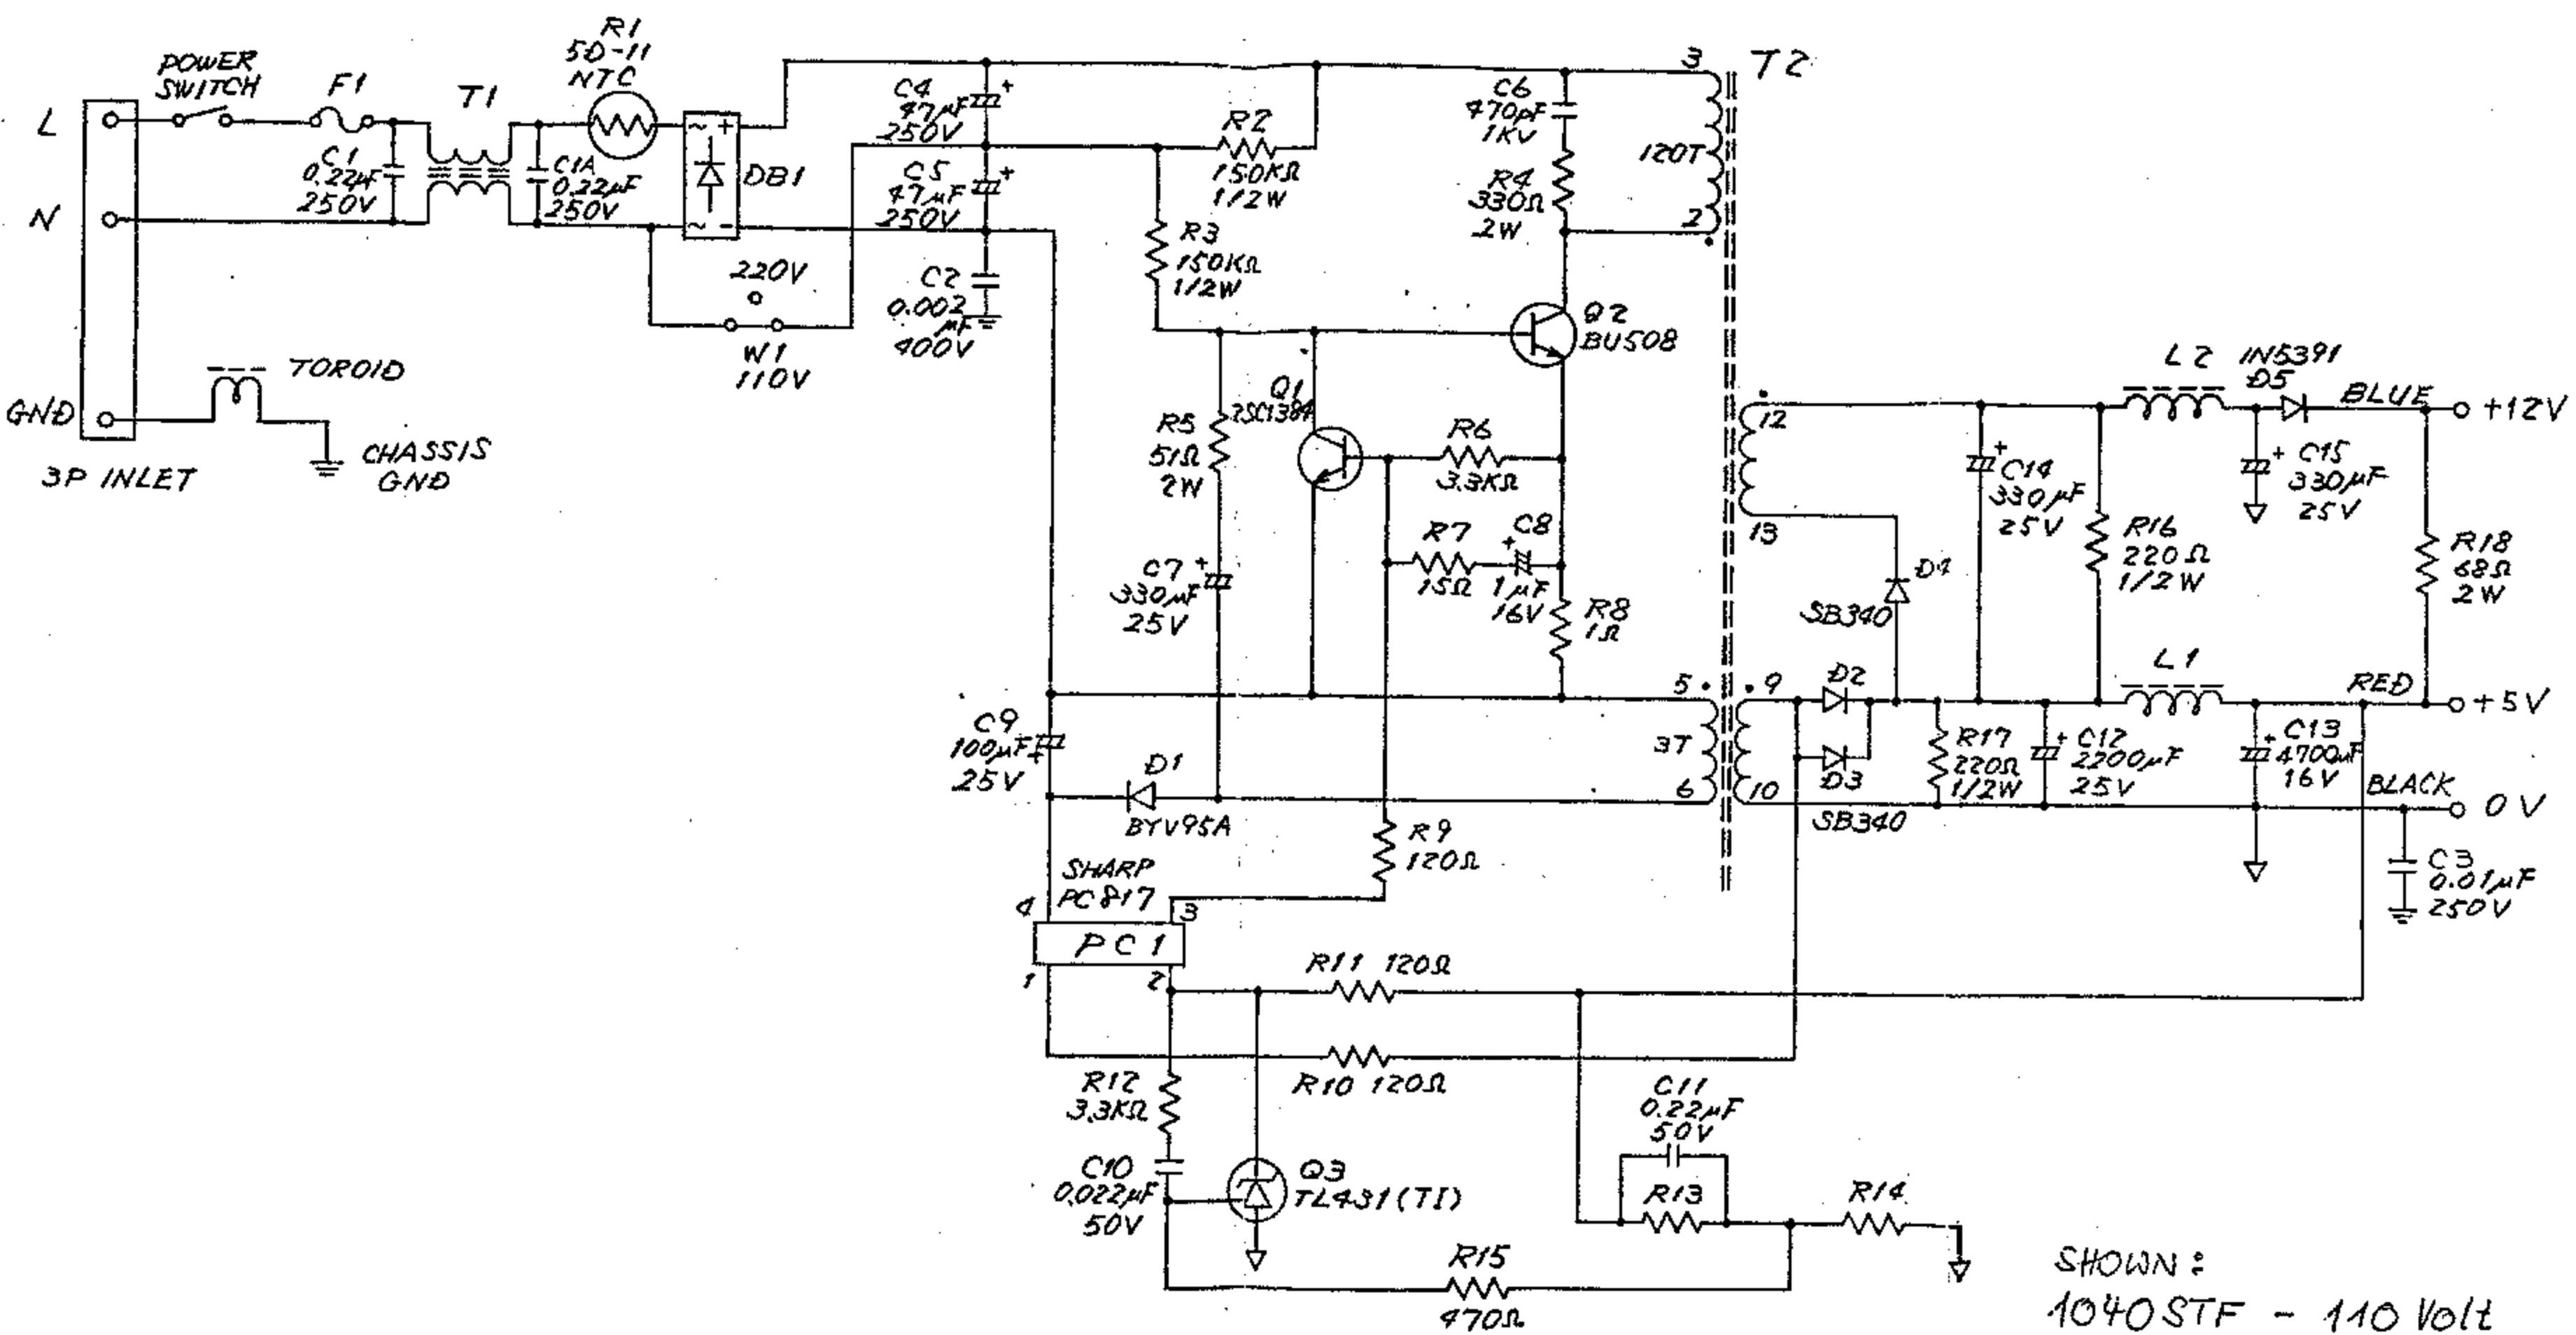 R1
5D-11
NTC
POWER
SWITCH
F1
T1
L
C1
0.22µF
250V
C1A
0.22µF
250V
~ +
~ -
DB1
N
220V
W1
110V
GND
TOROID
CHASSIS
GND
3P INLET
C4
47µF
250V
+
C5
47µF
250V
+
C2
0.002
µF
400V
R2
150KΩ
1/2W
R3
150KΩ
1/2W
C6
470pF
1KV
R4
330Ω
2W
3
T2
120T
2
Q2
BU508
Q1
2SC1384
R5
51Ω
2W
R6
3.3KΩ
R7
15Ω
C8
+
1µF
16V
R8
1Ω
C7
330µF
25V
+
C9
100µF
25V
+
D1
BYV95A
5
3T
6
9
10
12
13
D4
SB340
D2
D3
SB340
C14
330µF
25V
+
R16
220Ω
1/2W
L2
IN5391
D5
BLUE
+12V
C15
330µF
25V
+
R18
68Ω
2W
L1
RED
+5V
R17
220Ω
1/2W
C12
2200µF
25V
+
C13
4700µF
16V
+
BLACK
0V
C3
0.01µF
250V
R9
120Ω
SHARP
PC817
4
3
PC1
1
2
R11 120Ω
R10 120Ω
R12
3.3KΩ
C10
0.022µF
50V
Q3
TL431(TI)
C11
0.22µF
50V
R13
R14
R15
470Ω
SHOWN:
1040STF - 110 Volt